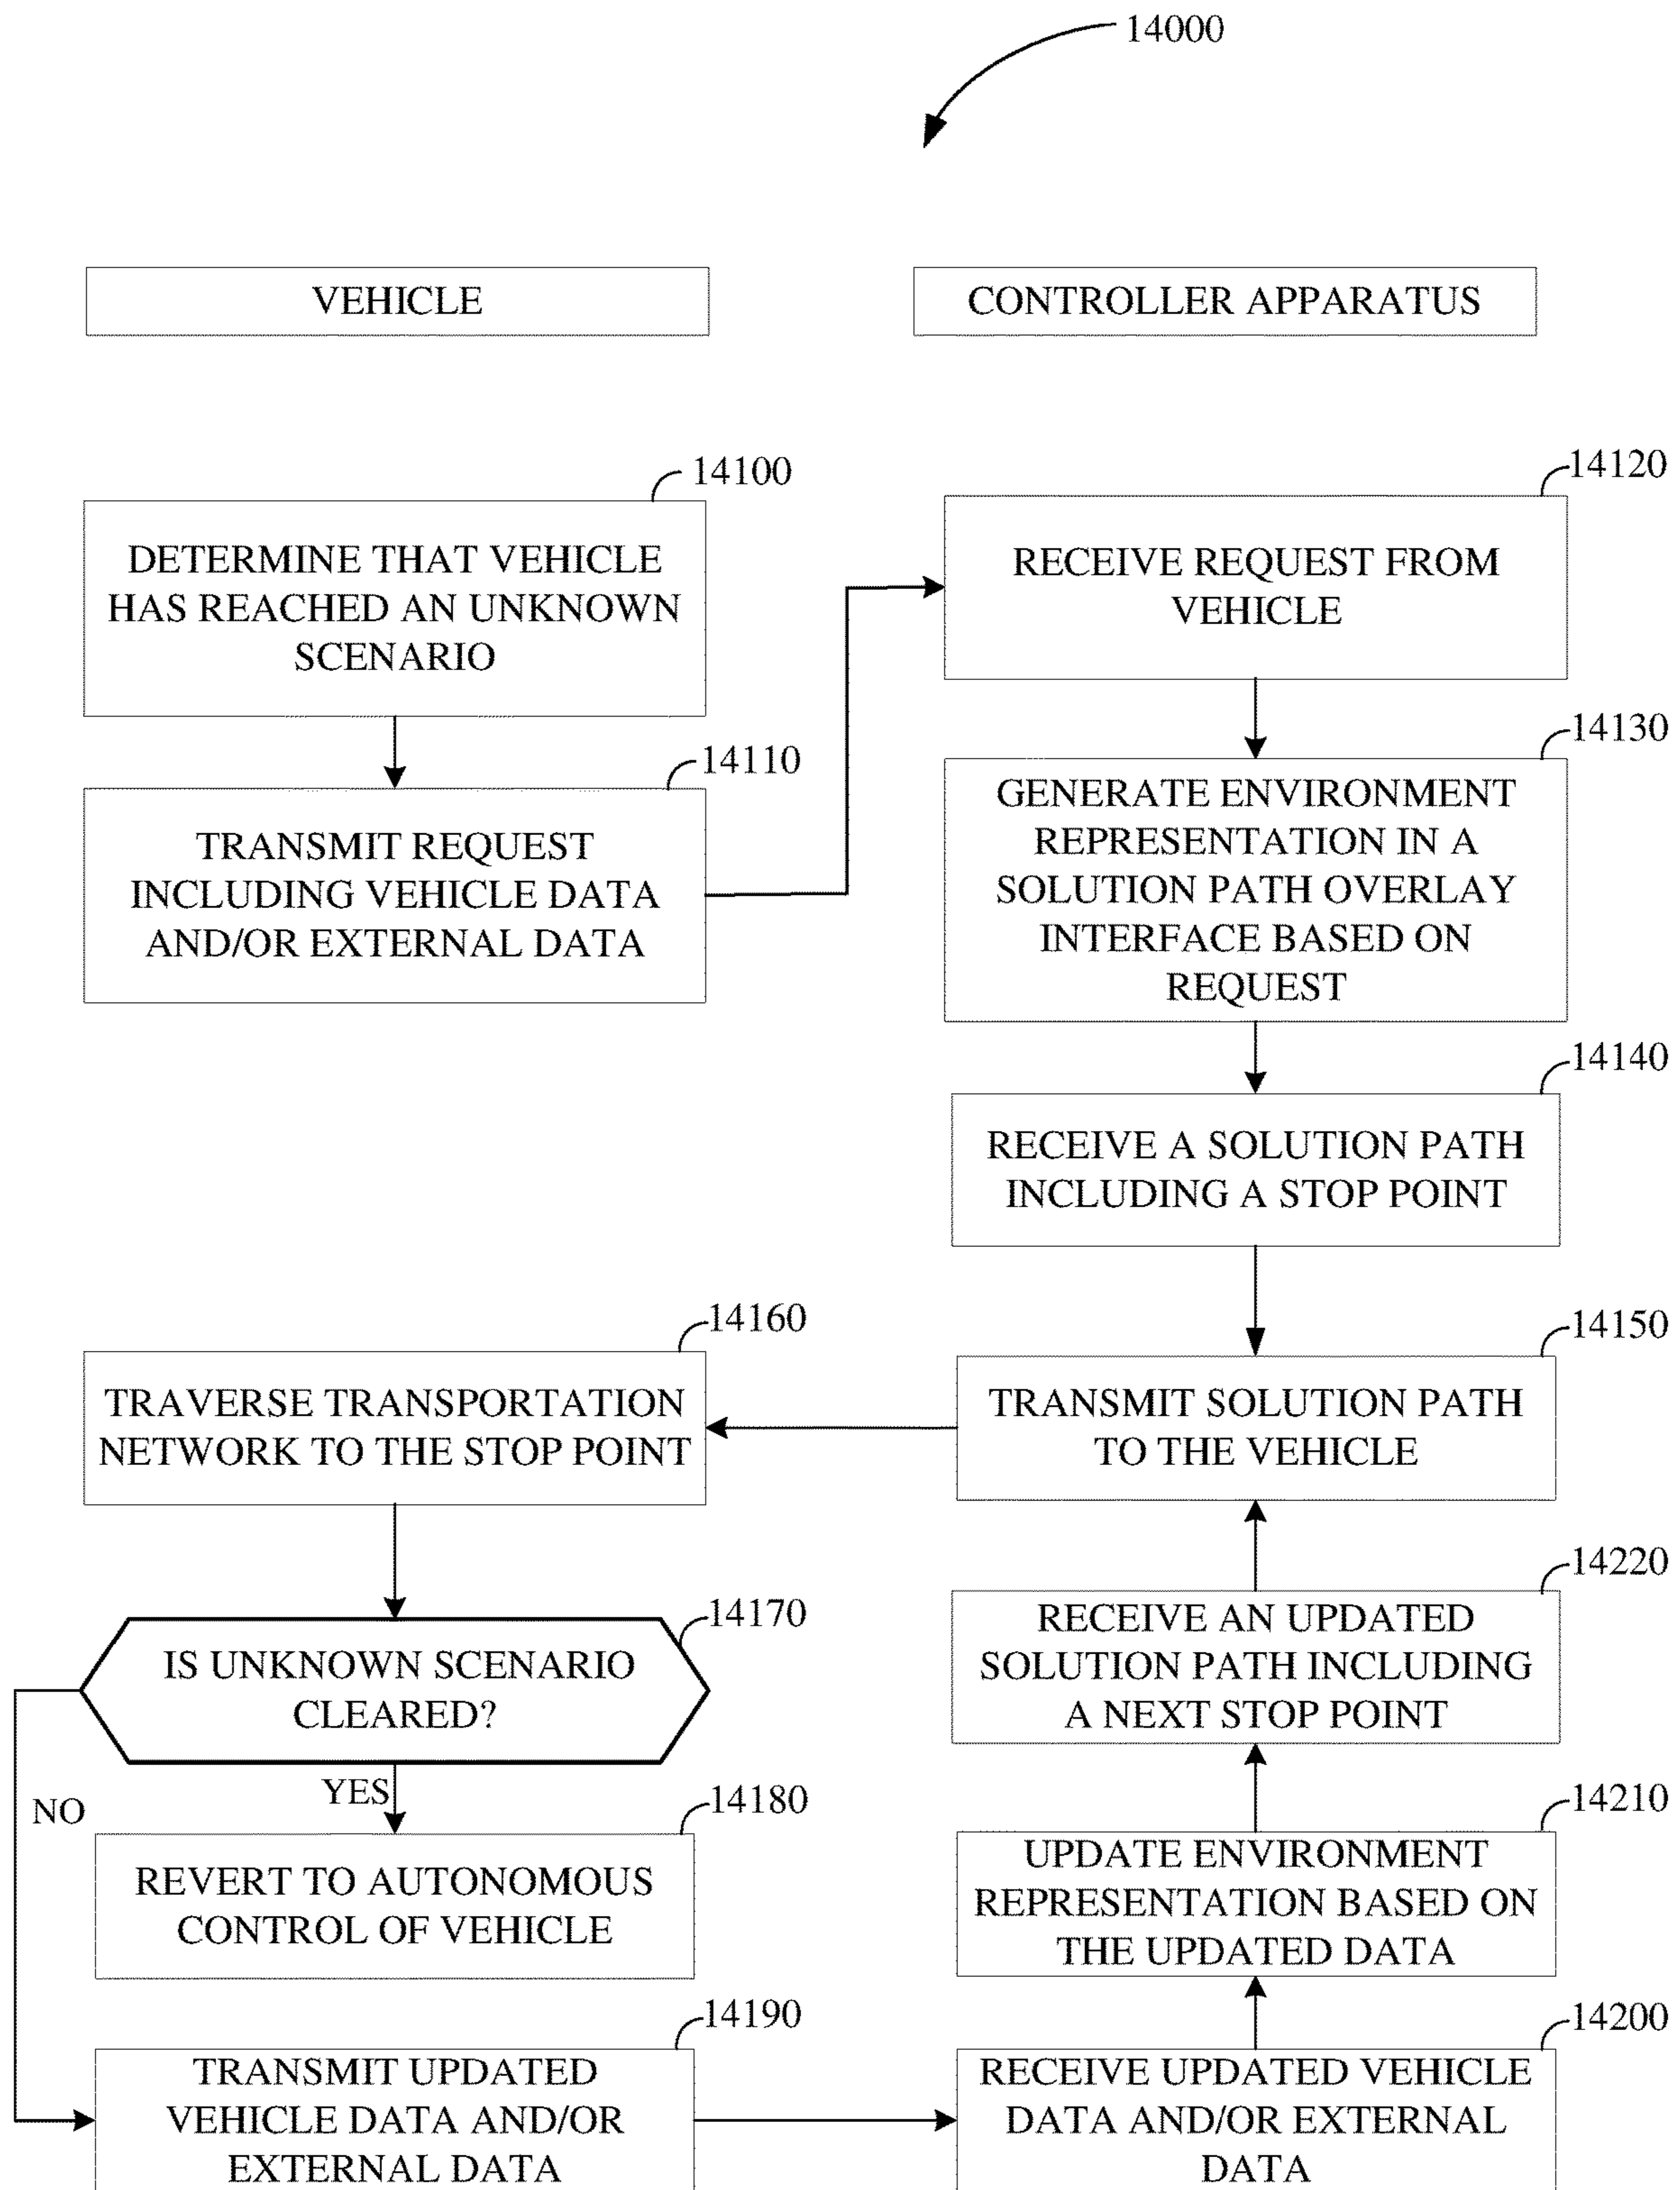 14000
VEHICLE
CONTROLLER APPARATUS
14100
DETERMINE THAT VEHICLE
HAS REACHED AN UNKNOWN
SCENARIO
14110
TRANSMIT REQUEST
INCLUDING VEHICLE DATA
AND/OR EXTERNAL DATA
14120
RECEIVE REQUEST FROM
VEHICLE
14130
GENERATE ENVIRONMENT
REPRESENTATION IN A
SOLUTION PATH OVERLAY
INTERFACE BASED ON
REQUEST
14140
RECEIVE A SOLUTION PATH
INCLUDING A STOP POINT
14150
TRANSMIT SOLUTION PATH
TO THE VEHICLE
14160
TRAVERSE TRANSPORTATION
NETWORK TO THE STOP POINT
14170
IS UNKNOWN SCENARIO
CLEARED?
YES
NO
14180
REVERT TO AUTONOMOUS
CONTROL OF VEHICLE
14190
TRANSMIT UPDATED
VEHICLE DATA AND/OR
EXTERNAL DATA
14200
RECEIVE UPDATED VEHICLE
DATA AND/OR EXTERNAL
DATA
14210
UPDATE ENVIRONMENT
REPRESENTATION BASED ON
THE UPDATED DATA
14220
RECEIVE AN UPDATED
SOLUTION PATH INCLUDING
A NEXT STOP POINT